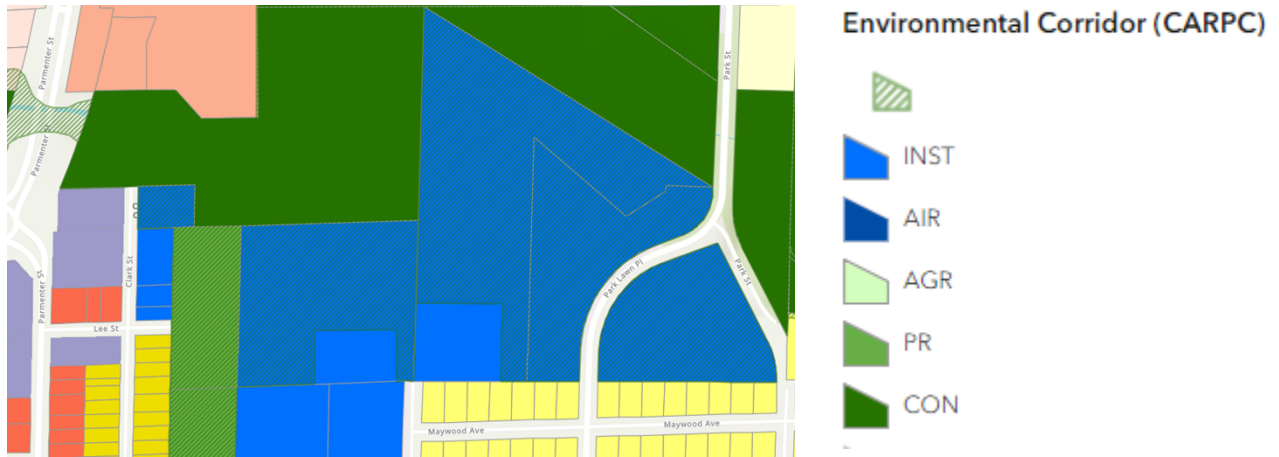 Environmental Corridor (CARPC)
INST
AIR
AGR
PR
CON
Parmenter St
Parmenter St
Parmenter St
Clark St
Lee St
Park St
Park Lawn Pl
Park St
Maywood Ave
Maywood Ave